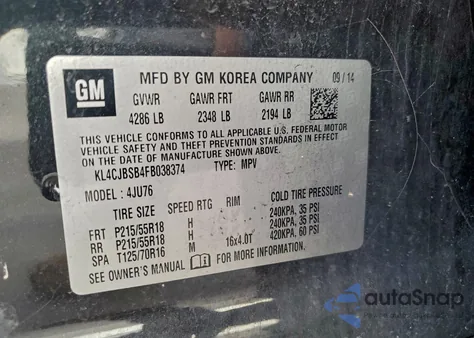 GM
MFD BY GM KOREA COMPANY 09/14
GVWR GAWR FRT GAWR RR
4286 LB 2348 LB 2194 LB
THIS VEHICLE CONFORMS TO ALL APPLICABLE U.S. FEDERAL MOTOR
VEHICLE SAFETY AND THEFT PREVENTION STANDARDS IN EFFECT
ON THE DATE OF MANUFACTURE SHOWN ABOVE.
KL4CJBSB4FB038374 TYPE: MPV
MODEL: 4JU76
TIRE SIZE SPEED RTG RIM COLD TIRE PRESSURE
FRT P215/55R18 H 240KPA, 35 PSI
RR P215/55R18 H 240KPA, 35 PSI
SPA T125/70R16 M 16x4.0T 420KPA, 60 PSI
SEE OWNER'S MANUAL FOR MORE INFORMATION.
autoSnap